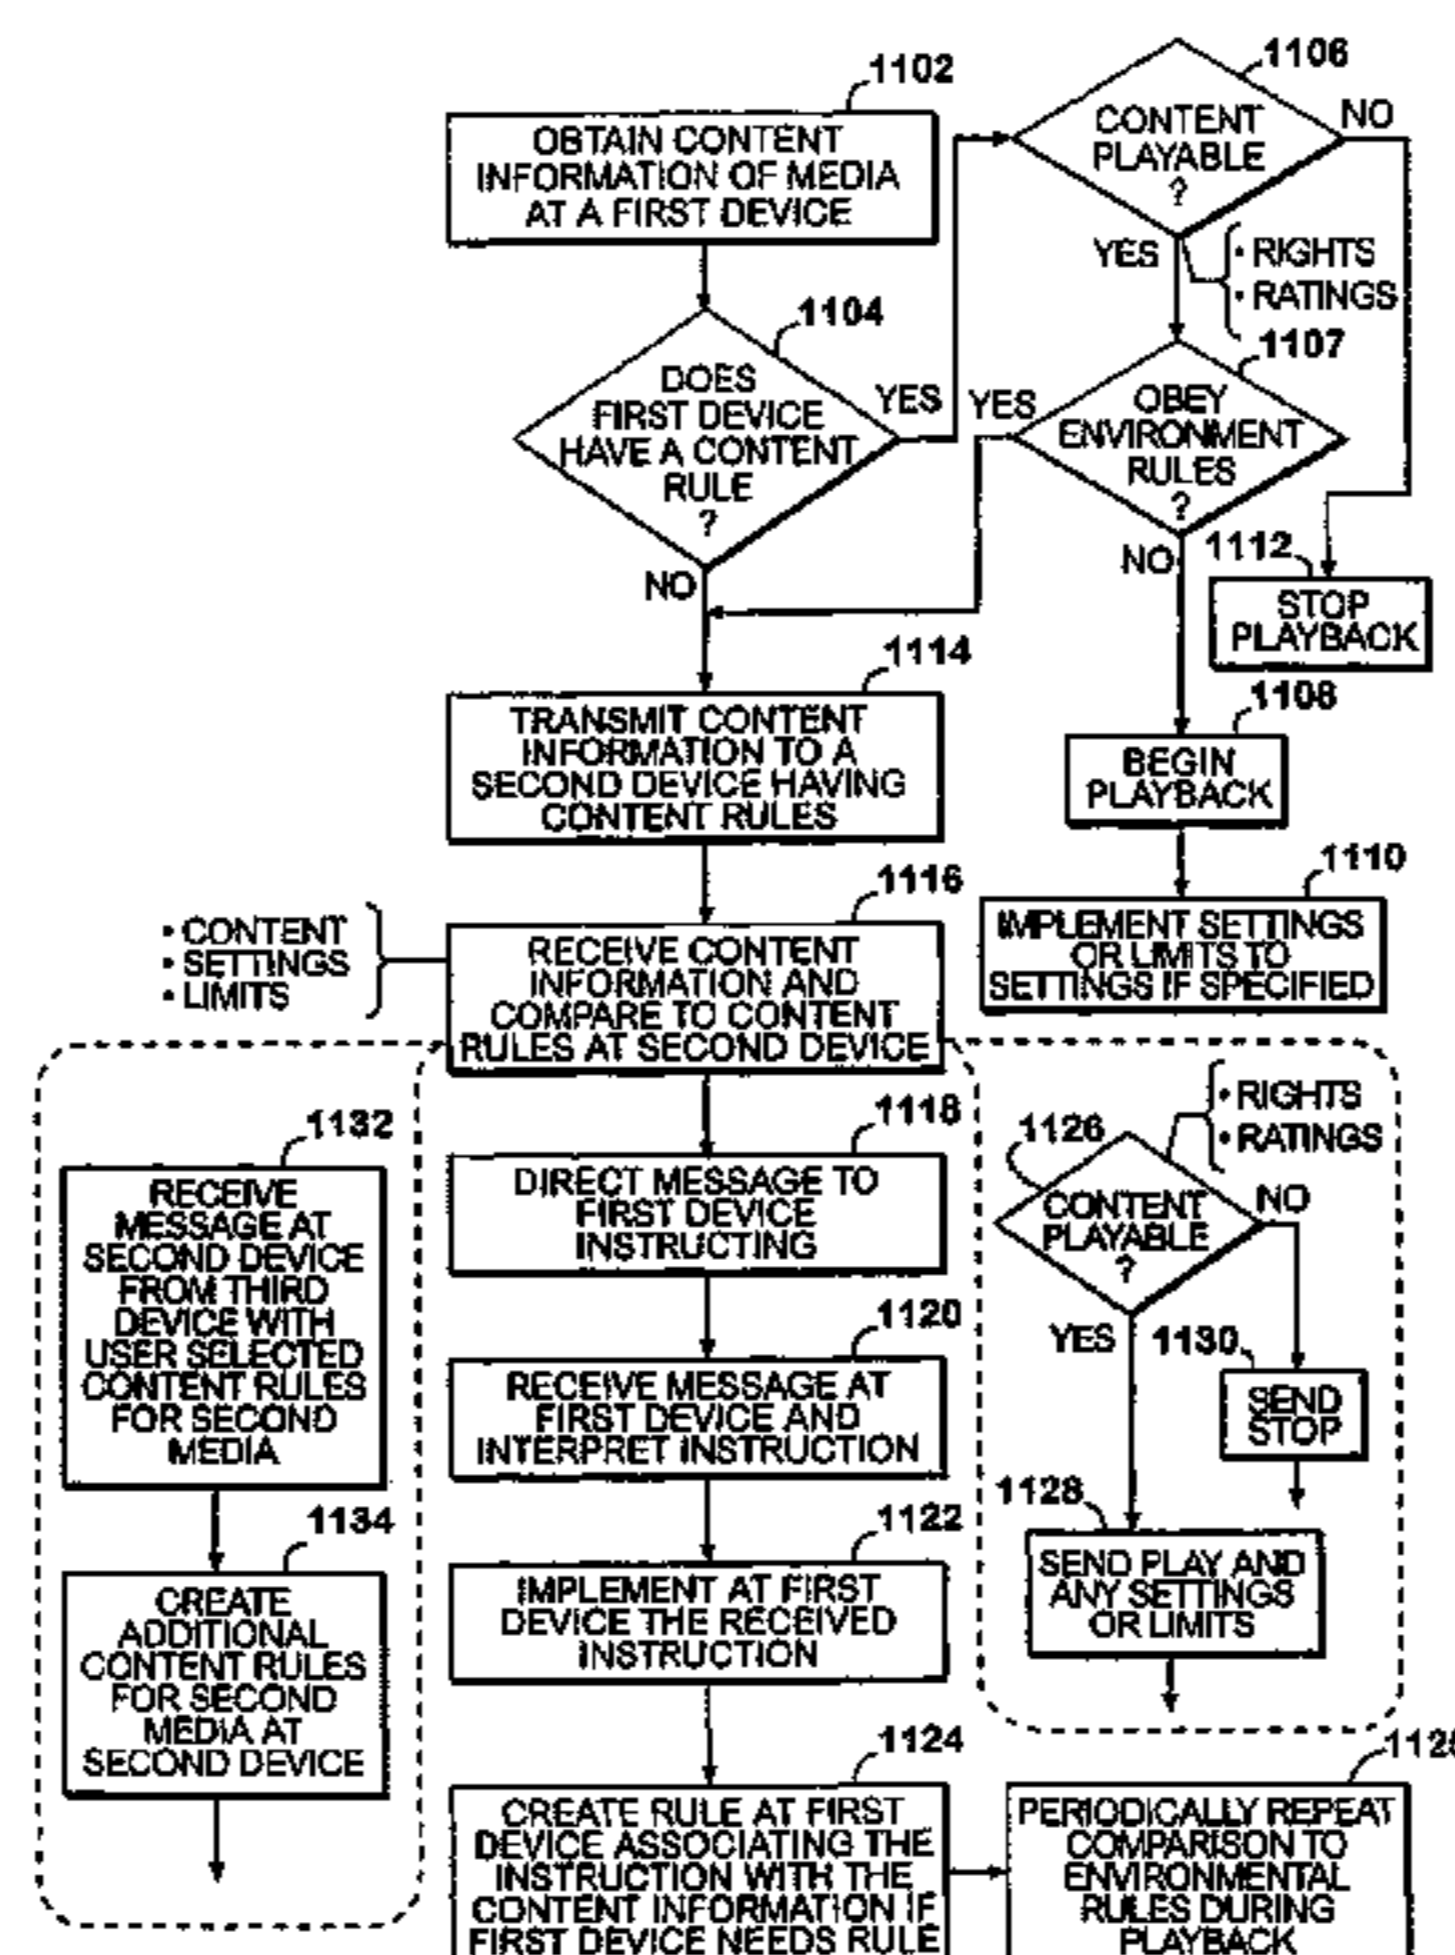 1102
OBTAIN CONTENT
INFORMATION OF MEDIA
AT A FIRST DEVICE
1106
CONTENT
PLAYABLE
?
NO
YES
• RIGHTS
• RATINGS
1104
DOES
FIRST DEVICE
HAVE A CONTENT
RULE
?
YES
NO
1107
YES
OBEY
ENVIRONMENT
RULES
?
NO
1112
STOP
PLAYBACK
1108
BEGIN
PLAYBACK
1110
IMPLEMENT SETTINGS
OR LIMITS TO
SETTINGS IF SPECIFIED
1114
TRANSMIT CONTENT
INFORMATION TO A
SECOND DEVICE HAVING
CONTENT RULES
1116
• CONTENT
• SETTINGS
• LIMITS
RECEIVE CONTENT
INFORMATION AND
COMPARE TO CONTENT
RULES AT SECOND DEVICE
1118
DIRECT MESSAGE TO
FIRST DEVICE
INSTRUCTING
1120
RECEIVE MESSAGE AT
FIRST DEVICE AND
INTERPRET INSTRUCTION
1122
IMPLEMENT AT FIRST
DEVICE THE RECEIVED
INSTRUCTION
1124
CREATE RULE AT FIRST
DEVICE ASSOCIATING THE
INSTRUCTION WITH THE
CONTENT INFORMATION IF
FIRST DEVICE NEEDS RULE
PERIODICALLY REPEAT
COMPARISON TO
ENVIRONMENTAL
RULES DURING
PLAYBACK
1126
• RIGHTS
• RATINGS
CONTENT
PLAYABLE
?
NO
YES
1130
SEND
STOP
1128
SEND PLAY AND
ANY SETTINGS
OR LIMITS
1132
RECEIVE
MESSAGE AT
SECOND DEVICE
FROM THIRD
DEVICE WITH
USER SELECTED
CONTENT RULES
FOR SECOND
MEDIA
1134
CREATE
ADDITIONAL
CONTENT RULES
FOR SECOND
MEDIA AT
SECOND DEVICE